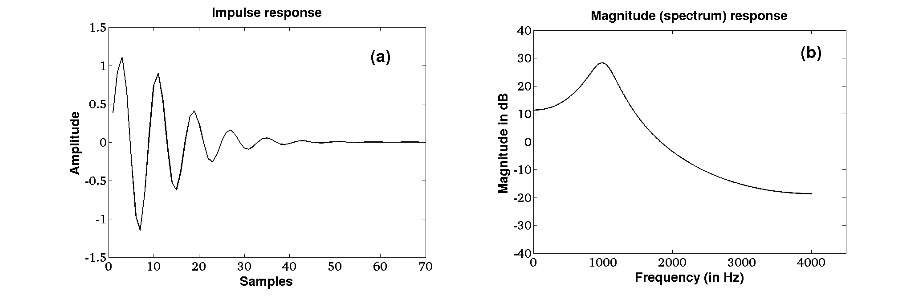 Impulse response
(a)
Amplitude
1.5
1
0.5
0
-0.5
-1
-1.5
0 10 20 30 40 50 60 70
Samples
Magnitude (spectrum) response
(b)
Magnitude in dB
40
30
20
10
0
-10
-20
-30
-40
0 1000 2000 3000 4000
Frequency (in Hz)